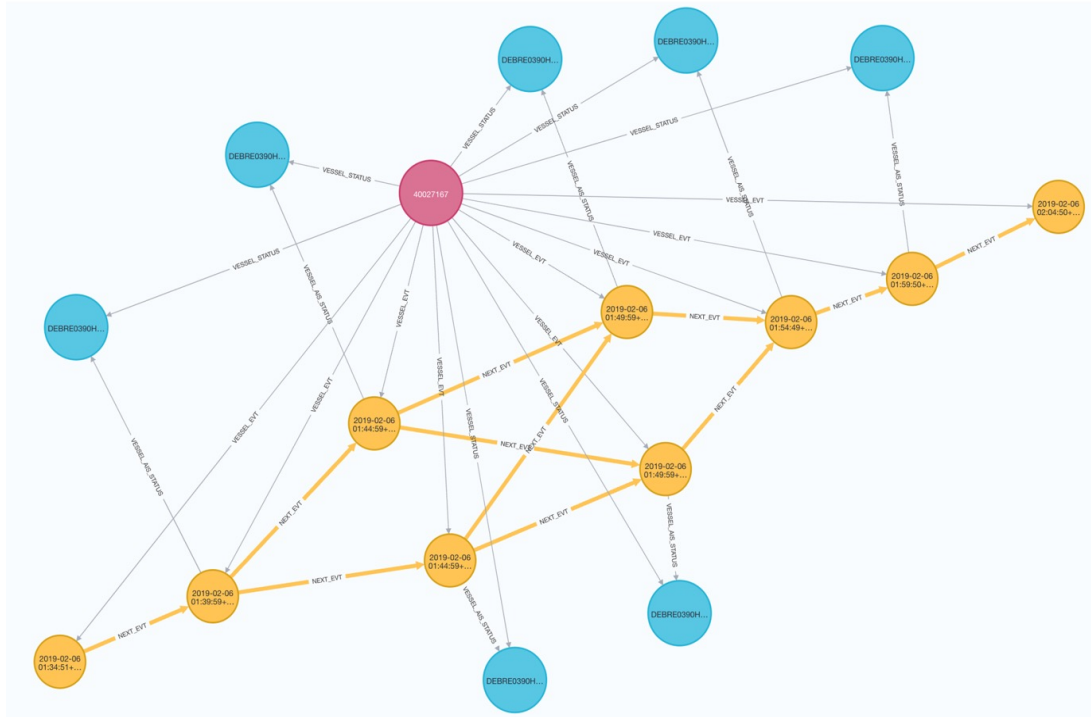 DEBRE0390H...
DEBRE0390H...
DEBRE0390H...
VESSEL_STATUS
VESSEL_STATUS
VESSEL_STATUS
DEBRE0390H...
VESSEL_STATUS
40027167
VESSEL_AIS_STATUS
VESSEL_AIS_STATUS
VESSEL_AIS_STATUS
VESSEL_EVT
2019-02-06
02:04:50+...
VESSEL_STATUS
VESSEL_EVT
VESSEL_EVT
VESSEL_EVT
NEXT_EVT
2019-02-06
01:59:50+...
VESSEL_AIS_STATUS
VESSEL_EVT
DEBRE0390H...
2019-02-06
01:49:59+...
NEXT_EVT
2019-02-06
01:54:49+...
NEXT_EVT
VESSEL_EVT
NEXT_EVT
VESSEL_EVT
VESSEL_EVT
NEXT_EVT
VESSEL_EVT
VESSEL_STATUS
VESSEL_STATUS
2019-02-06
01:44:59+...
NEXT_EVT
NEXT_EVT
VESSEL_AIS_STATUS
2019-02-06
01:49:59+...
NEXT_EVT
NEXT_EVT
VESSEL_AIS_STATUS
2019-02-06
01:44:59+...
NEXT_EVT
2019-02-06
01:39:59+...
VESSEL_AIS_STATUS
DEBRE0390H...
NEXT_EVT
2019-02-06
01:34:51+...
DEBRE0390H...